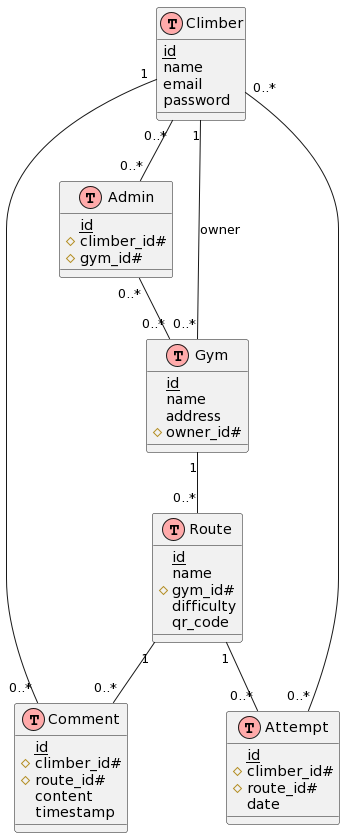 T Climber
id
name
email
password
1
0..*
0..*
1
0..*
T Admin
id
climber_id#
gym_id#
owner
0..*
0..*
0..*
T Gym
id
name
address
owner_id#
1
0..*
T Route
id
name
gym_id#
difficulty
qr_code
1
1
0..*
0..*
0..*
0..*
T Comment
id
climber_id#
route_id#
content
timestamp
T Attempt
id
climber_id#
route_id#
date